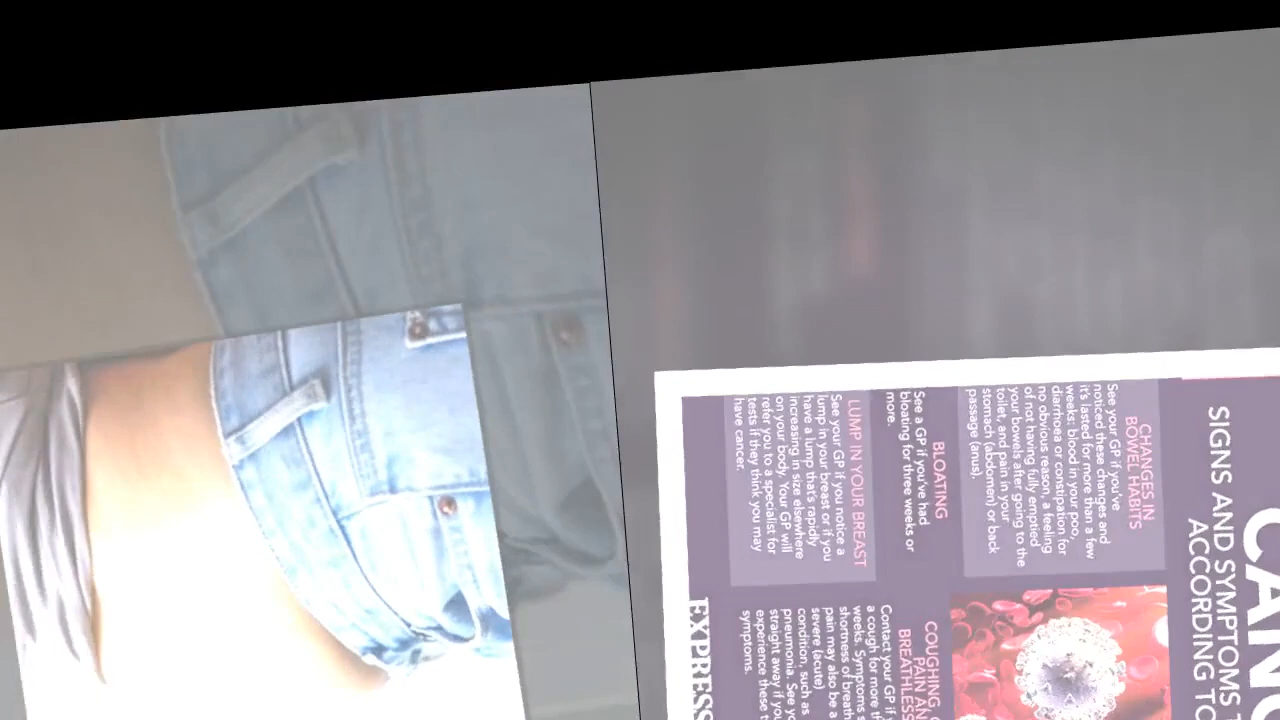 SIGNS AND SYMPTOMS
ACCORDING TO
CHANGES IN
BOWEL HABITS
See your GP if you've
noticed these changes and
it's lasted for more than a few
weeks: blood in your poo,
diarrhoea or constipation for
no obvious reason, a feeling
of not having fully emptied
your bowels after going to the
toilet, and pain in your
stomach (abdomen) or back
passage (anus).
BLOATING
See a GP if you've had
bloating for three weeks or
more.
LUMP IN YOUR BREAST
See your GP if you notice a
lump in your breast or if you
have a lump that's rapidly
increasing in size elsewhere
on your body. Your GP will
refer you to a specialist for
tests if they think you may
have cancer.
COUGHING,
PAIN
Contact your GP if
a cough for more
weeks. Symptoms
shortness of
pain may also be a
severe (acute)
condition, such as
pneumonia. See
straight away if
experience these
symptoms.
EXPRESS